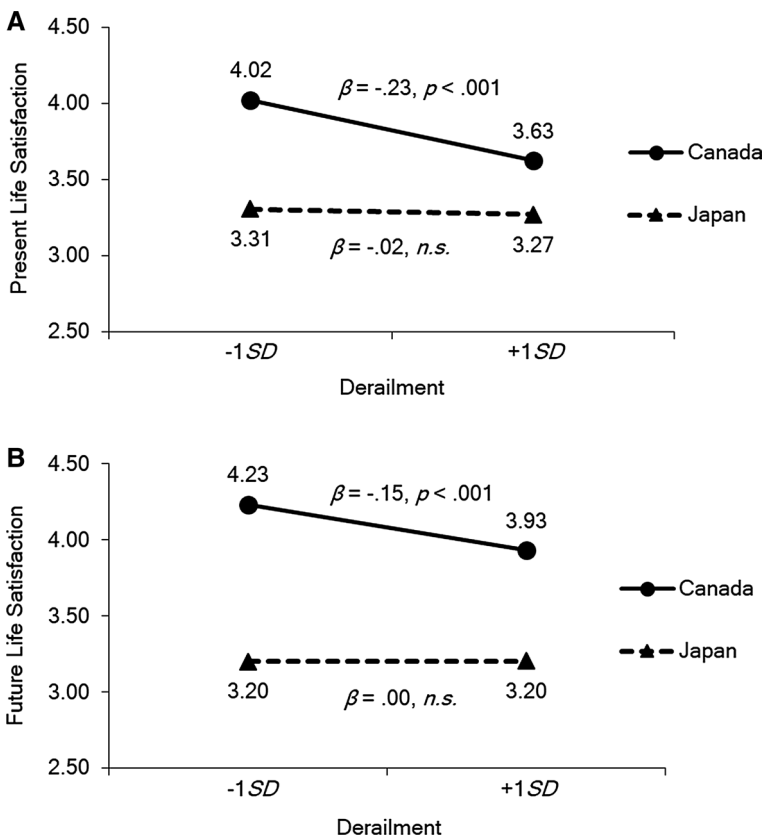 A
4.50
4.02
β = -.23, p < .001
4.00
3.63
Canada
3.50
Japan
3.31
β = -.02, n.s.
3.27
3.00
2.50
-1SD
+1SD
Derailment
Present Life Satisfaction
B
4.50
4.23
β = -.15, p < .001
3.93
4.00
Canada
3.50
Japan
3.20
β = .00, n.s.
3.20
3.00
2.50
-1SD
+1SD
Derailment
Future Life Satisfaction